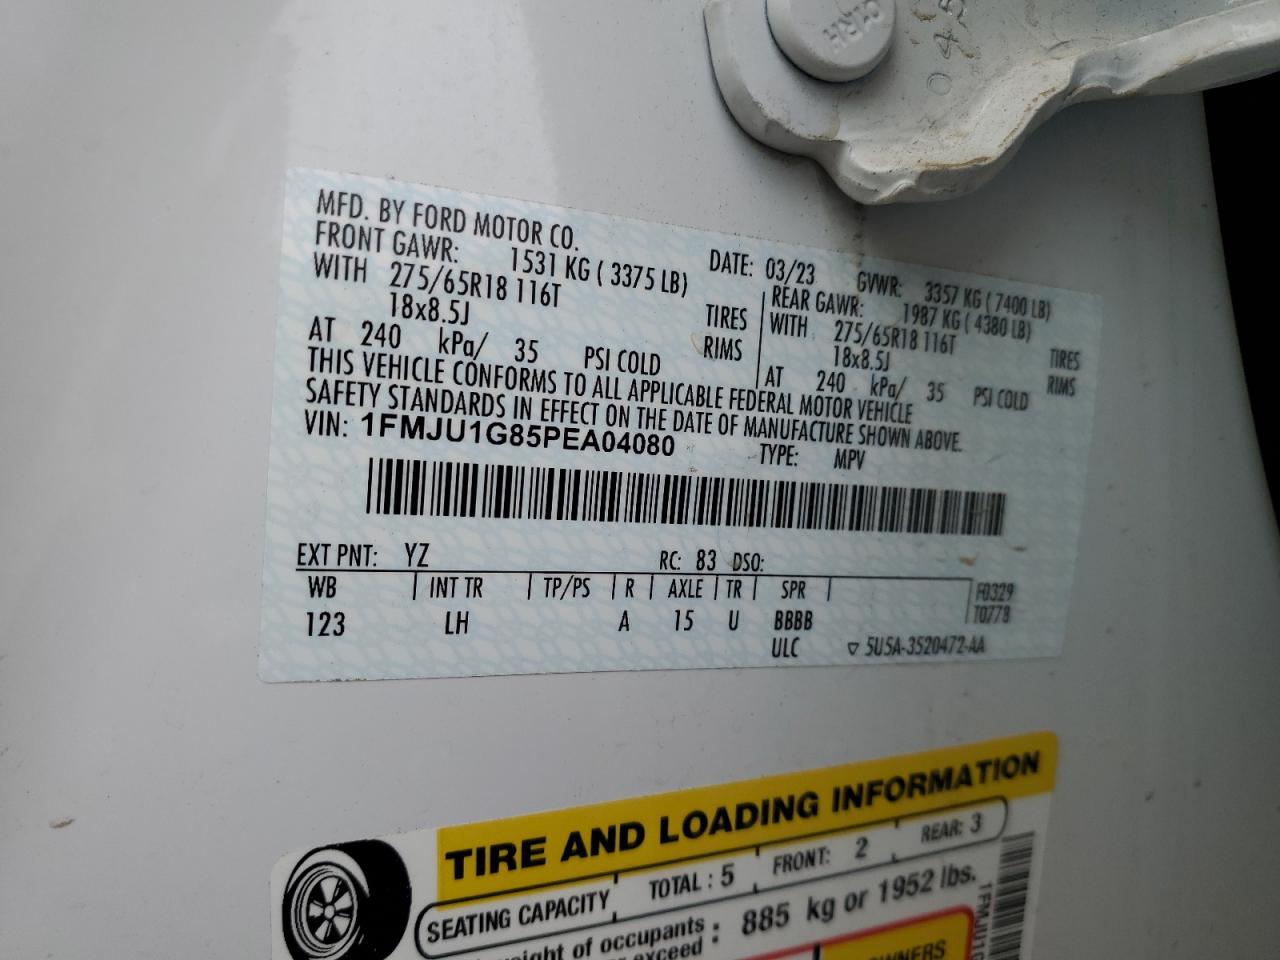 MFD. BY FORD MOTOR CO.
DATE: 03/23 GVWR: 3357 KG ( 7400 LB)
FRONT GAWR: 1531 KG ( 3375 LB)
WITH 275/65R18 116T TIRES
18x8.5J RIMS
AT 240 kPa/ 35 PSI COLD
REAR GAWR: 1987 KG ( 4380 LB)
WITH 275/65R18 116T TIRES
18x8.5J RIMS
AT 240 kPa/ 35 PSI COLD
THIS VEHICLE CONFORMS TO ALL APPLICABLE FEDERAL MOTOR VEHICLE
SAFETY STANDARDS IN EFFECT ON THE DATE OF MANUFACTURE SHOWN ABOVE.
VIN: 1FMJU1G85PEA04080 TYPE: MPV
EXT PNT: YZ RC: 83 DSO:
WB | INT TR | TP/PS | R | AXLE | TR | SPR | F0329
123 LH A 15 U BBBB T0778
ULC ▽ 5U5A-3520472-AA
TIRE AND LOADING INFORMATION
SEATING CAPACITY TOTAL : 5 FRONT: 2 REAR: 3
weight of occupants : 885 kg or 1952 lbs.
exceed